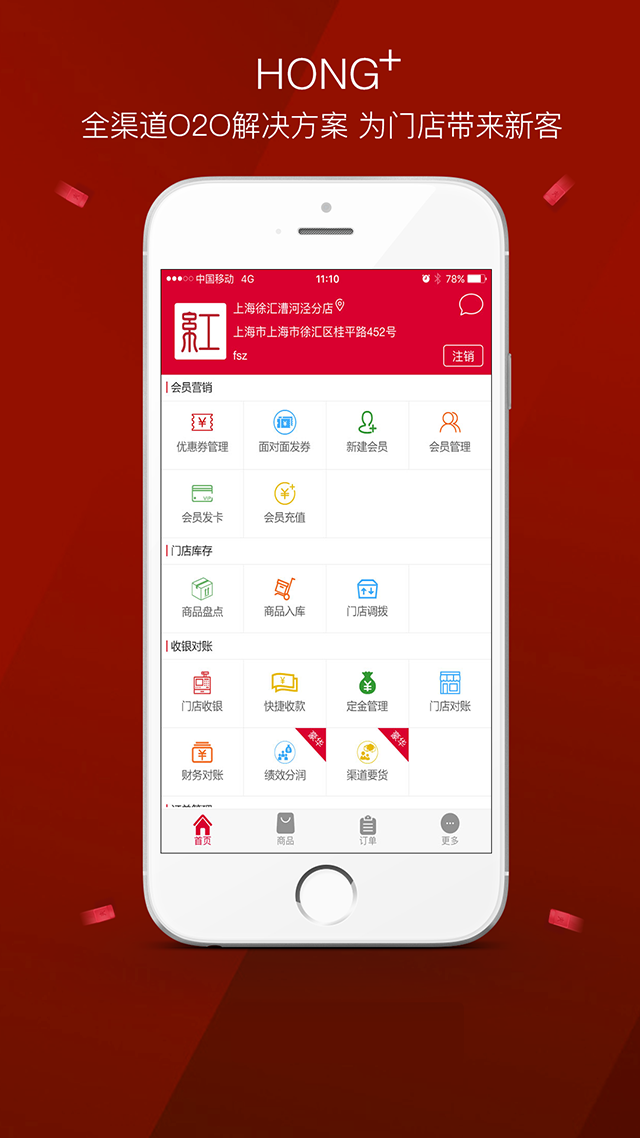 HONG+
全渠道O2O解决方案 为门店带来新客
中国移动 4G 11:10 78%
紅
上海徐汇漕河泾分店
上海市上海市徐汇区桂平路452号
fsz
注销
会员营销
优惠券管理 面对面发券 新建会员 会员管理
VIP
会员发卡 会员充值
门店库存
商品盘点 商品入库 门店调拨
收银对账
门店收银 快捷收款 定金管理 门店对账
豪华 豪华
财务对账 绩效分润 渠道要货
订单管理
首页 商品 订单 更多